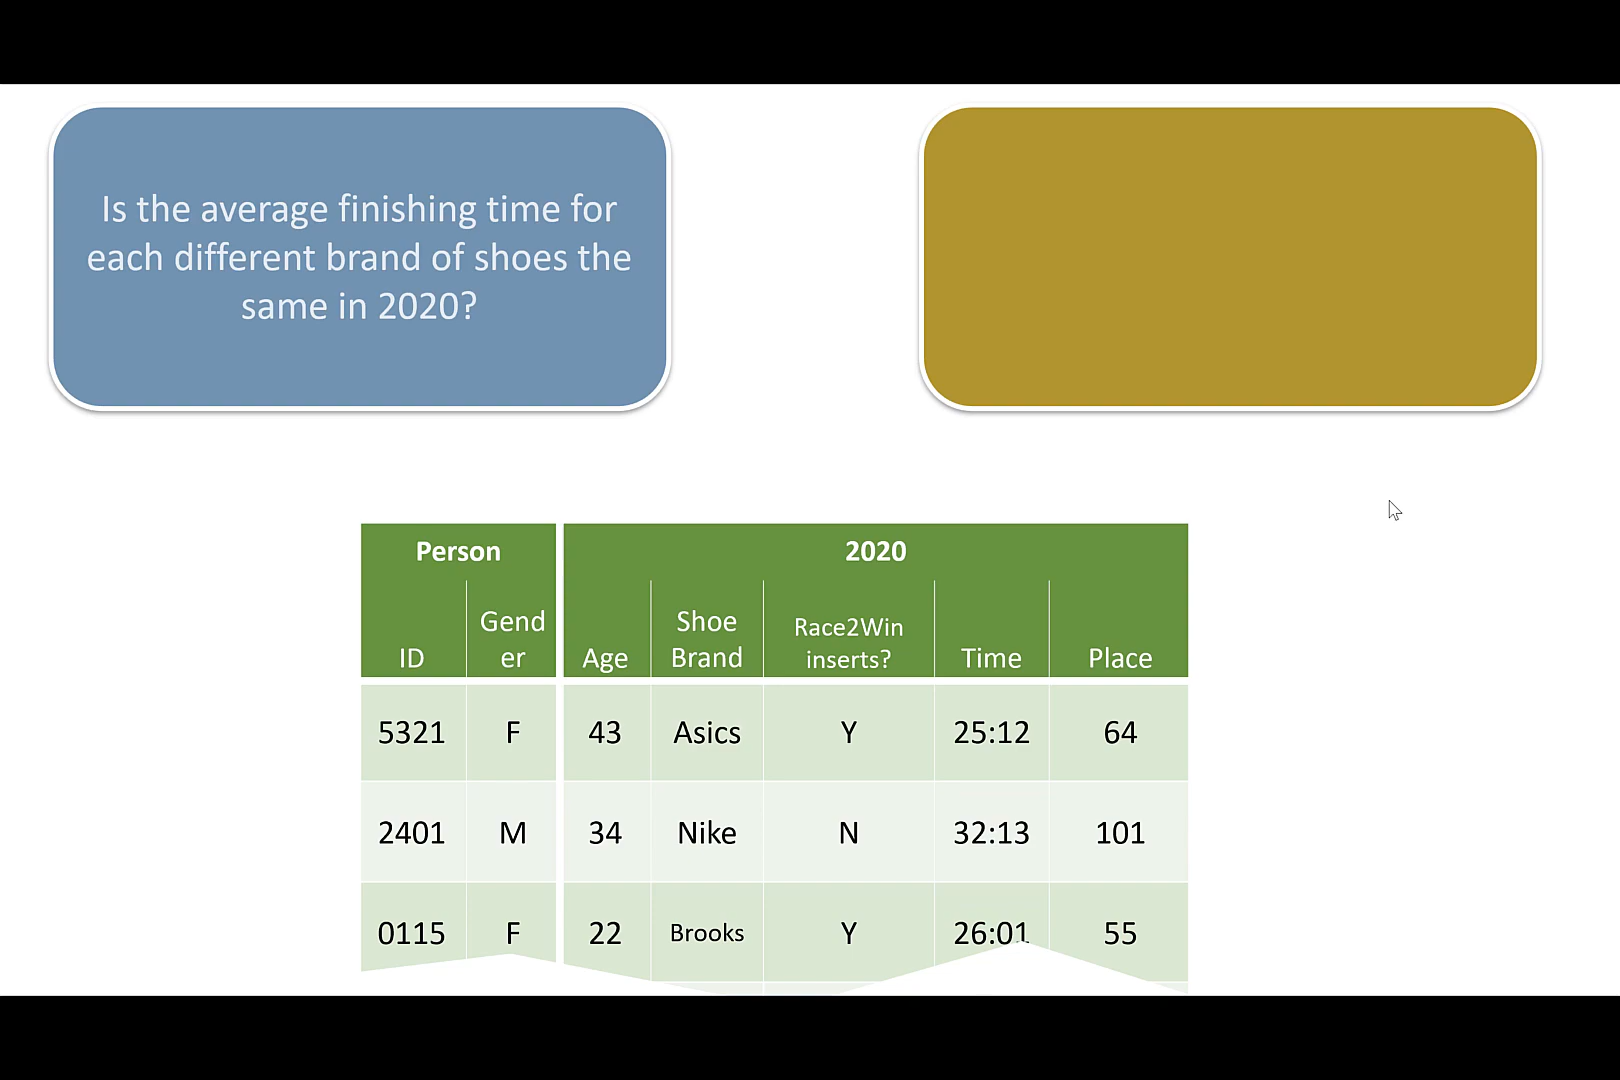 Is the average finishing time for
each different brand of shoes the
same in 2020?
Person 2020
ID Gend
er Age Shoe
Brand Race2Win
inserts? Time Place
5321 F 43 Asics Y 25:12 64
2401 M 34 Nike N 32:13 101
0115 F 22 Brooks Y 26:01 55